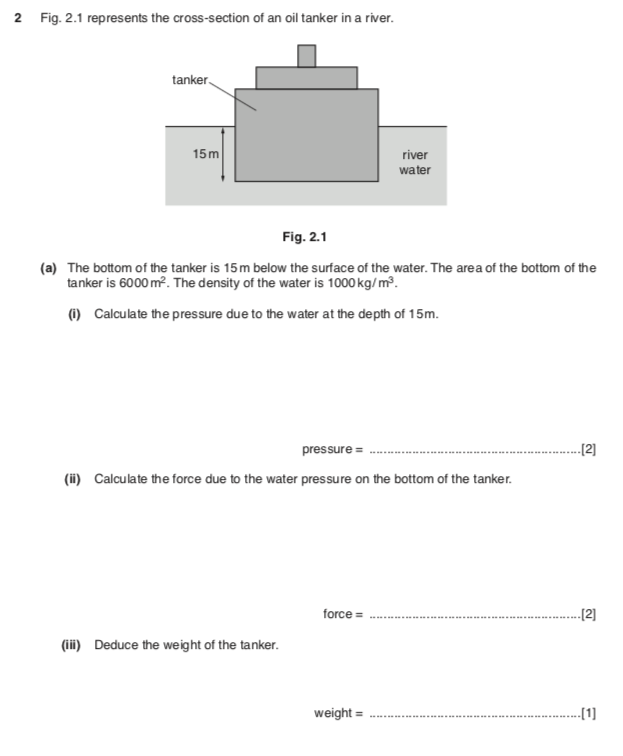 2 Fig. 2.1 represents the cross-section of an oil tanker in a river.
tanker
15 m
river
water
Fig. 2.1
(a) The bottom of the tanker is 15 m below the surface of the water. The area of the bottom of the
tanker is 6000 m². The density of the water is 1000 kg/m³.
(i) Calculate the pressure due to the water at the depth of 15 m.
pressure = ...........................................................[2]
(ii) Calculate the force due to the water pressure on the bottom of the tanker.
force = ...........................................................[2]
(iii) Deduce the weight of the tanker.
weight = ...........................................................[1]